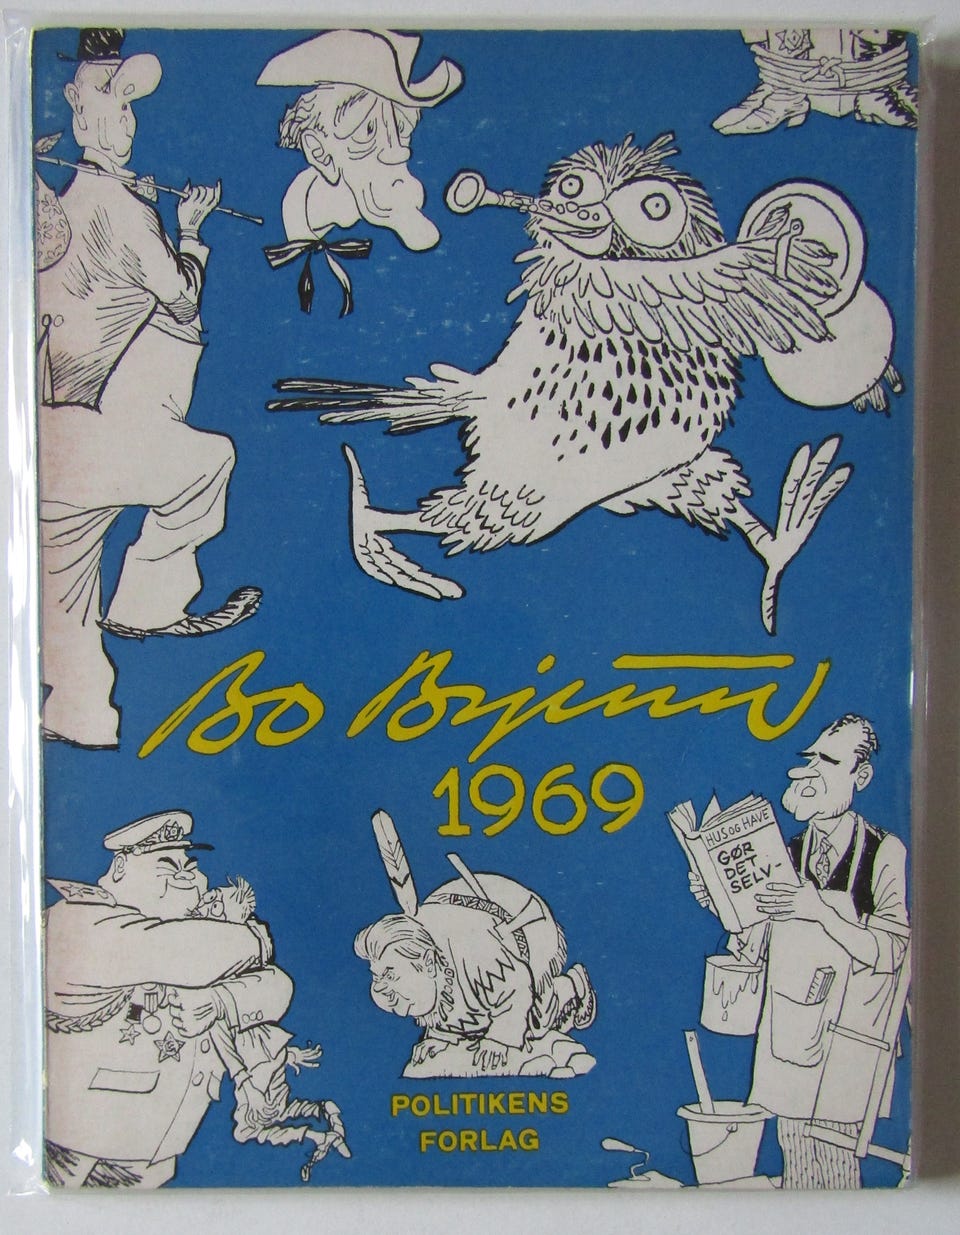 Bo Bojesen
1969
HUS OG HAVE
GØR
DET
SELV-
POLITIKENS
FORLAG